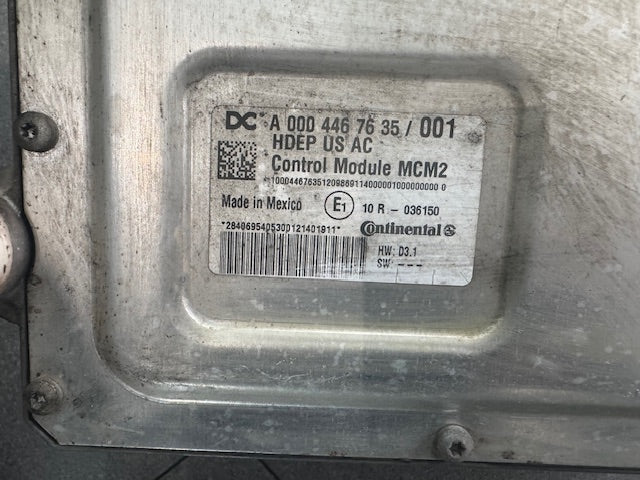 DC A 000 446 76 35 / 001
HDEP US AC
Control Module MCM2
Made in Mexico E1 10 R - 036150
*2840695405300121401911* Continental
HW: D3.1
SW: ---